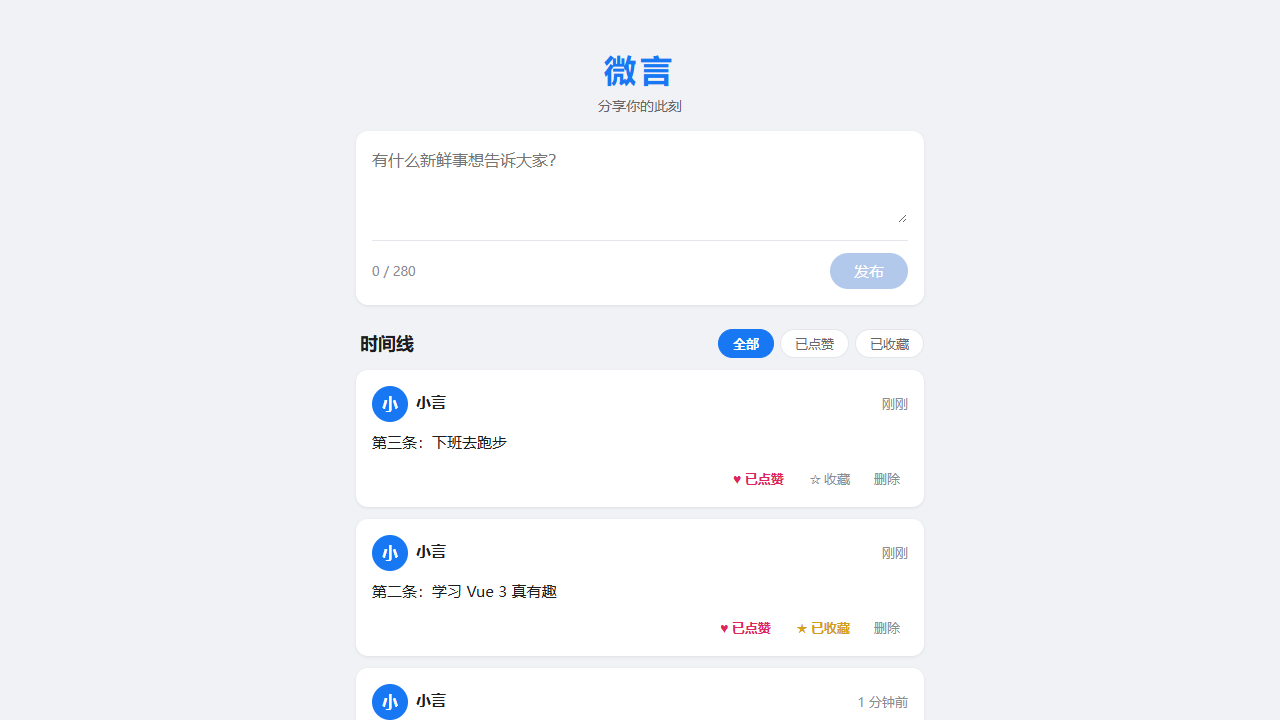 微言
分享你的此刻
有什么新鲜事想告诉大家？
0 / 280 发布
时间线 全部 已点赞 已收藏
小 小言 刚刚
第三条：下班去跑步
♥ 已点赞 ☆ 收藏 删除
小 小言 刚刚
第二条：学习 Vue 3 真有趣
♥ 已点赞 ★ 已收藏 删除
小 小言 1 分钟前